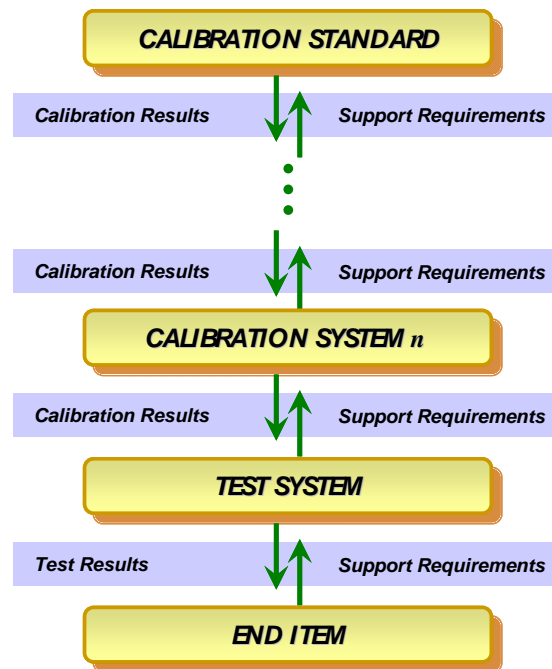 CALIBRATION STANDARD
Calibration Results Support Requirements
Calibration Results Support Requirements
CALIBRATION SYSTEM n
Calibration Results Support Requirements
TEST SYSTEM
Test Results Support Requirements
END ITEM